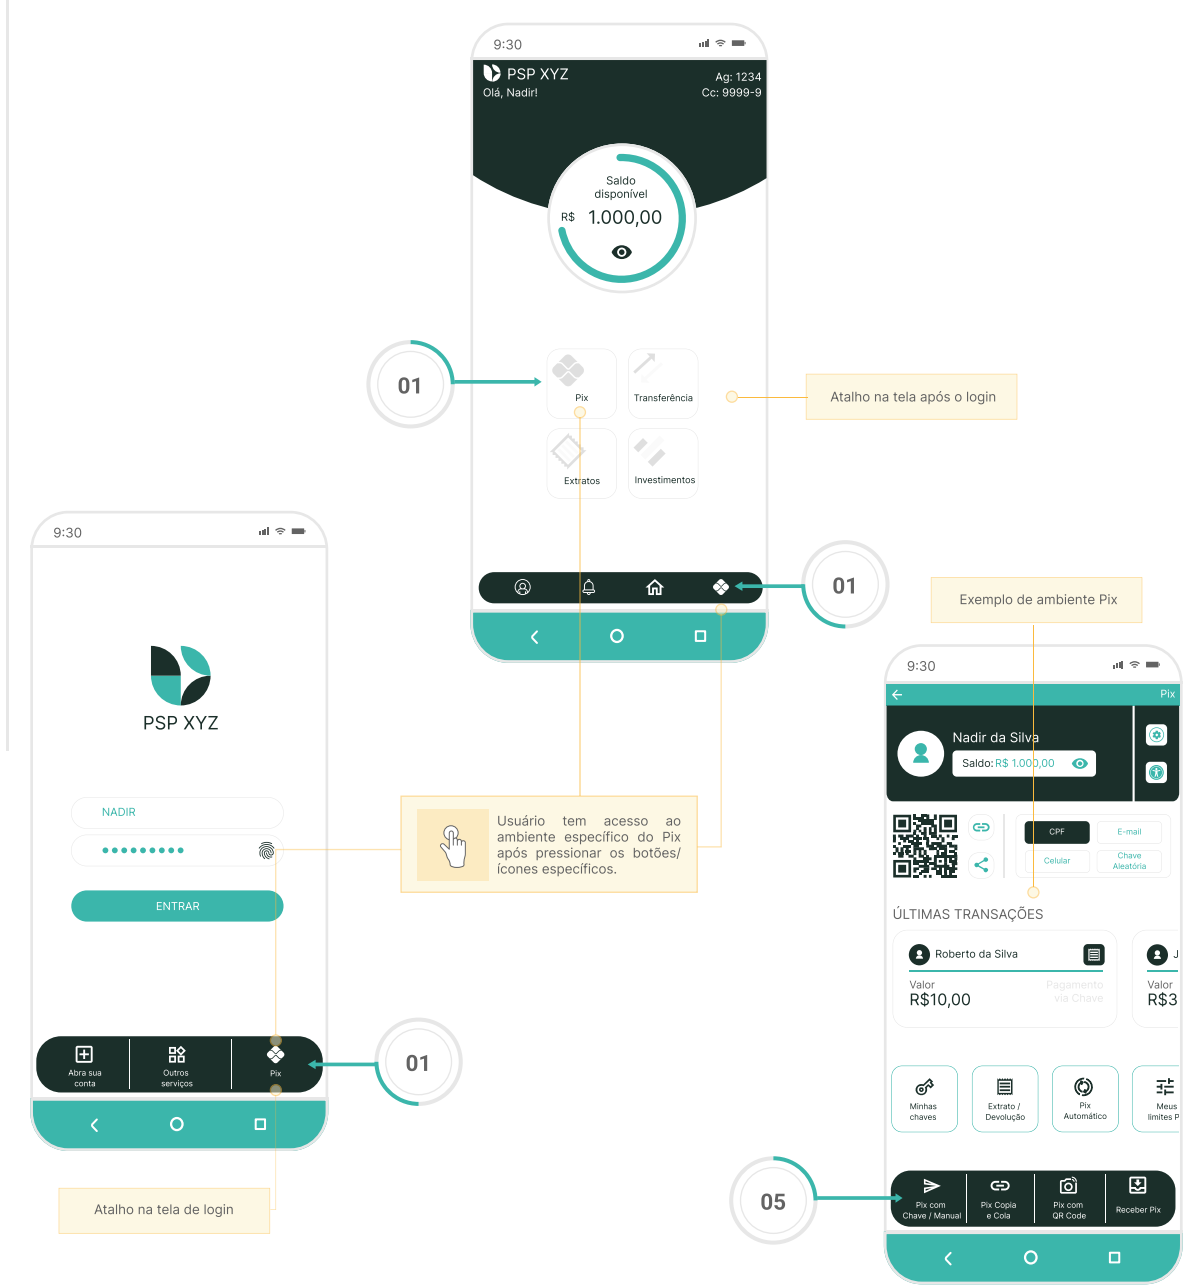 9:30
PSP XYZ
Olá, Nadir!
Ag: 1234
Cc: 9999-9
Saldo
disponível
R$ 1.000,00
01
Pix
Transferência
Atalho na tela após o login
Extratos
Investimentos
01
9:30
PSP XYZ
NADIR
ENTRAR
Abra sua
conta
Outros
serviços
Pix
01
Atalho na tela de login
Usuário tem acesso ao
ambiente específico do Pix
após pressionar os botões/
ícones específicos.
Exemplo de ambiente Pix
9:30
Pix
Nadir da Silva
Saldo: R$ 1.000,00
CPF
E-mail
Celular
Chave
Aleatória
ÚLTIMAS TRANSAÇÕES
Roberto da Silva
Valor
R$10,00
Pagamento
via Chave
J
Valor
R$3
Minhas
chaves
Extrato /
Devolução
Pix
Automático
Meus
limites P
05
Pix com
Chave / Manual
Pix Copia
e Cola
Pix com
QR Code
Receber Pix